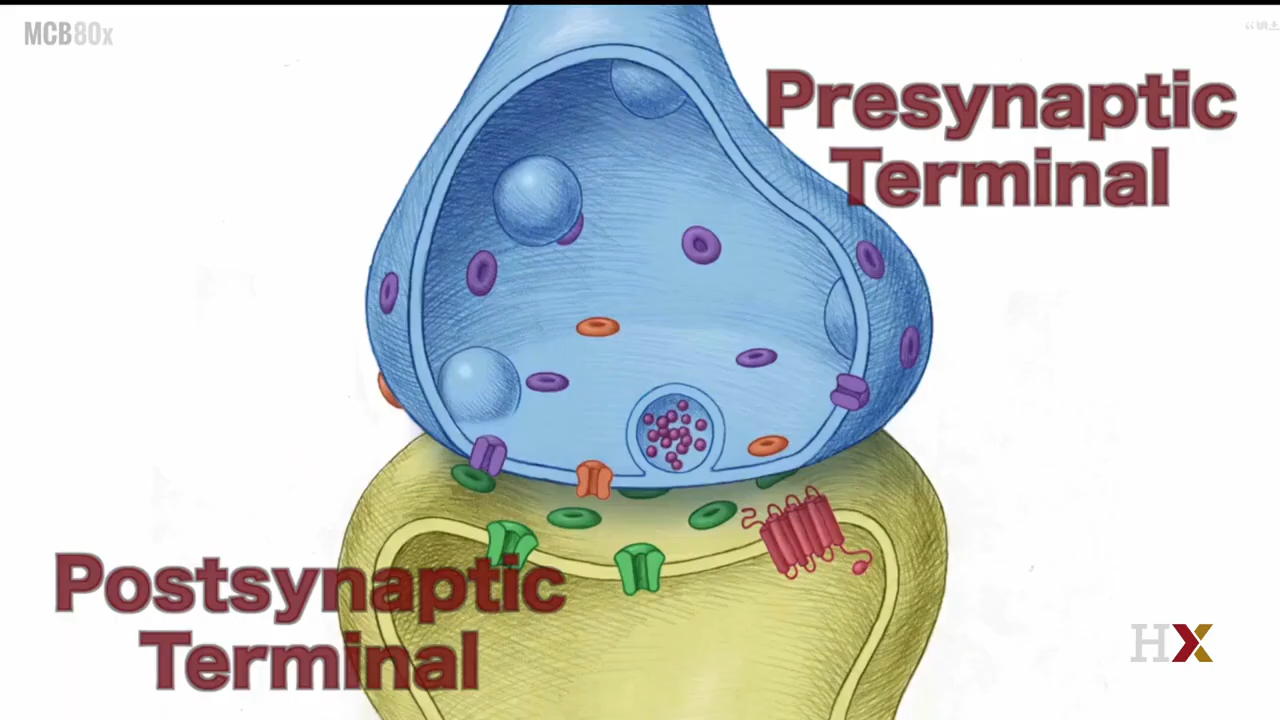 MCB80x
Presynaptic
Terminal
Postsynaptic
Terminal
HX